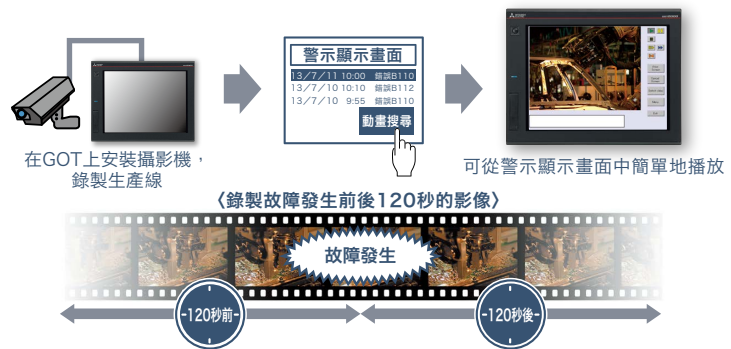 警示顯示畫面
13／7／11 10:00 錯誤B110
13／7／10 10:10 錯誤B112
13／7／10 9:55 錯誤B110
動畫搜尋
在GOT上安裝攝影機，
錄製生產線
可從警示顯示畫面中簡單地播放
〈錄製故障發生前後120秒的影像〉
故障發生
-120秒前-
-120秒後-